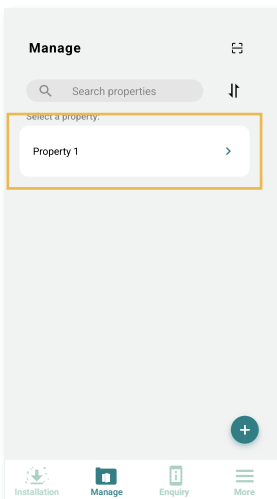 Manage
Search properties
Select a property:
Property 1
Installation
Manage
Enquiry
More